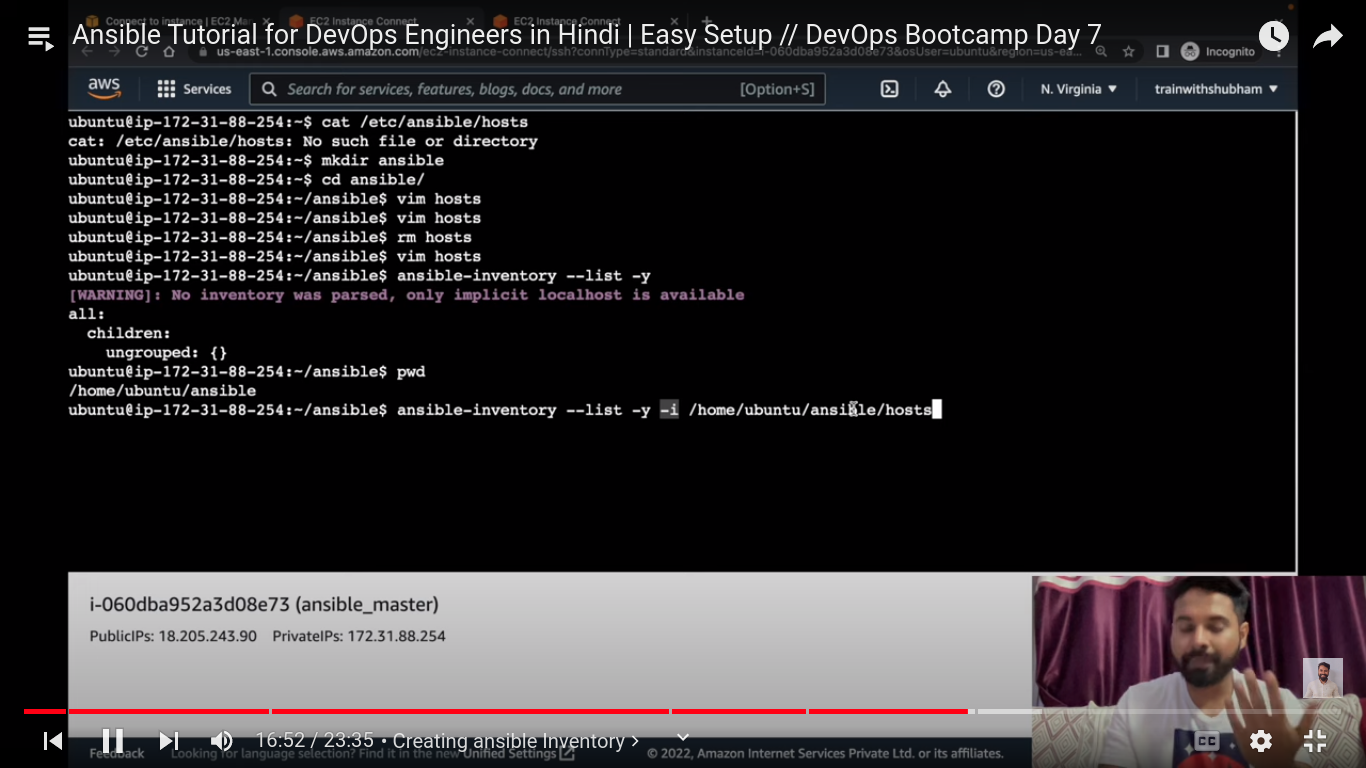 Connect to instance | EC2 Ma
EC2 Instance Connect
EC2 Instance Connect
Ansible Tutorial for DevOps Engineers in Hindi | Easy Setup // DevOps Bootcamp Day 7
us-east-1.console.aws.amazon.com/ec2-instance-connect/ssh?connType=standard&instanceId=i-060dba952a3d08e73&osUser=ubuntu&region=us-ea...
Incognito
aws
Services
Search for services, features, blogs, docs, and more
[Option+S]
N. Virginia
trainwithshubham
ubuntu@ip-172-31-88-254:~$ cat /etc/ansible/hosts
cat: /etc/ansible/hosts: No such file or directory
ubuntu@ip-172-31-88-254:~$ mkdir ansible
ubuntu@ip-172-31-88-254:~$ cd ansible/
ubuntu@ip-172-31-88-254:~/ansible$ vim hosts
ubuntu@ip-172-31-88-254:~/ansible$ vim hosts
ubuntu@ip-172-31-88-254:~/ansible$ rm hosts
ubuntu@ip-172-31-88-254:~/ansible$ vim hosts
ubuntu@ip-172-31-88-254:~/ansible$ ansible-inventory --list -y
[WARNING]: No inventory was parsed, only implicit localhost is available
all:
  children:
    ungrouped: {}
ubuntu@ip-172-31-88-254:~/ansible$ pwd
/home/ubuntu/ansible
ubuntu@ip-172-31-88-254:~/ansible$ ansible-inventory --list -y -i /home/ubuntu/ansible/hosts
i-060dba952a3d08e73 (ansible_master)
PublicIPs: 18.205.243.90 PrivateIPs: 172.31.88.254
16:52 / 23:35 • Creating ansible Inventory
CC
Feedback
Looking for language selection? Find it in the new Unified Settings
© 2022, Amazon Internet Services Private Ltd. or its affiliates.